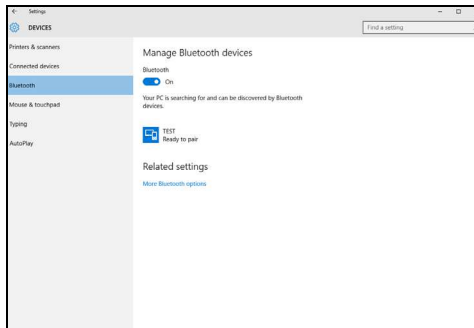 Settings
DEVICES
Find a setting
Printers & scanners
Connected devices
Bluetooth
Mouse & touchpad
Typing
AutoPlay
Manage Bluetooth devices
Bluetooth
On
Your PC is searching for and can be discovered by Bluetooth
devices.
TEST
Ready to pair
Related settings
More Bluetooth options